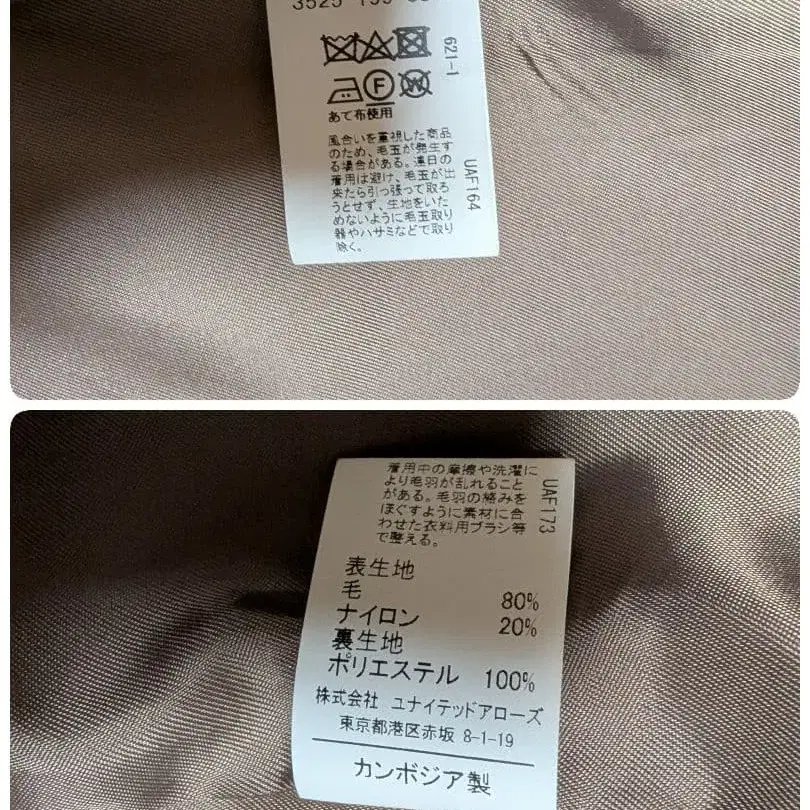 621-1
F
W
あて布使用
風合いを重視した商品
のため、毛玉が発生す
る場合がある。連日の
着用は避け、毛玉が出
来たら引っ張って取ろ
うとせず、生地をいた
めないように毛玉取り
器やハサミなどで取り
除く。
UAF164
着用中の摩擦や洗濯に
より毛羽が乱れること
がある。毛羽の絡みを
ほぐすように素材に合
わせた衣料用ブラシ等
で整える。
UAF173
表生地
毛 80%
ナイロン 20%
裏生地
ポリエステル 100%
株式会社 ユナイテッドアローズ
東京都港区赤坂 8-1-19
カンボジア製